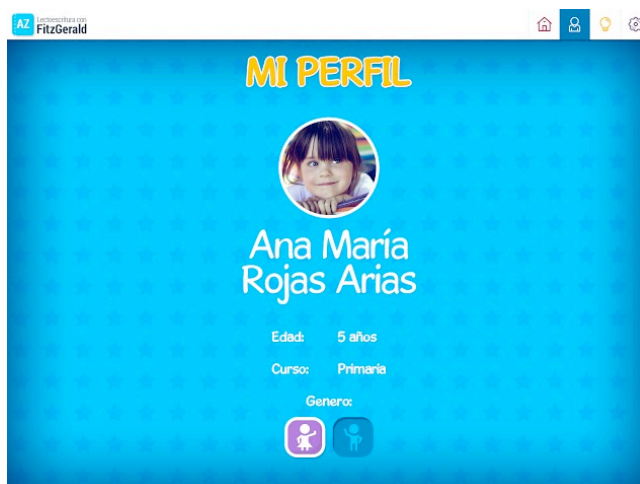 AZ
Lectoescritura con
FitzGerald
MI PERFIL
Ana María
Rojas Arias
Edad: 5 años
Curso: Primaria
Genero: